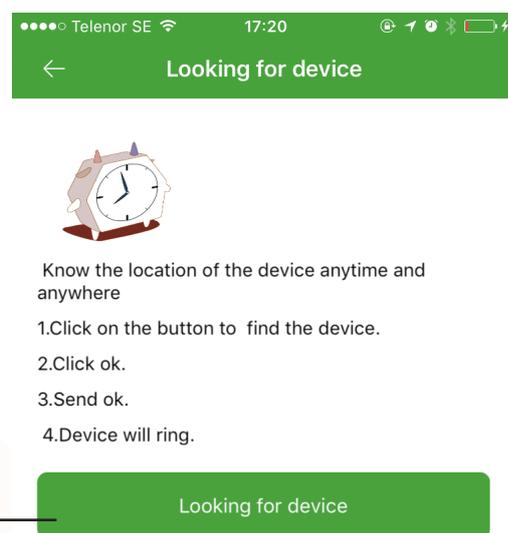 Telenor SE 17:20
Looking for device
Know the location of the device anytime and
anywhere
1.Click on the button to find the device.
2.Click ok.
3.Send ok.
4.Device will ring.
Looking for device